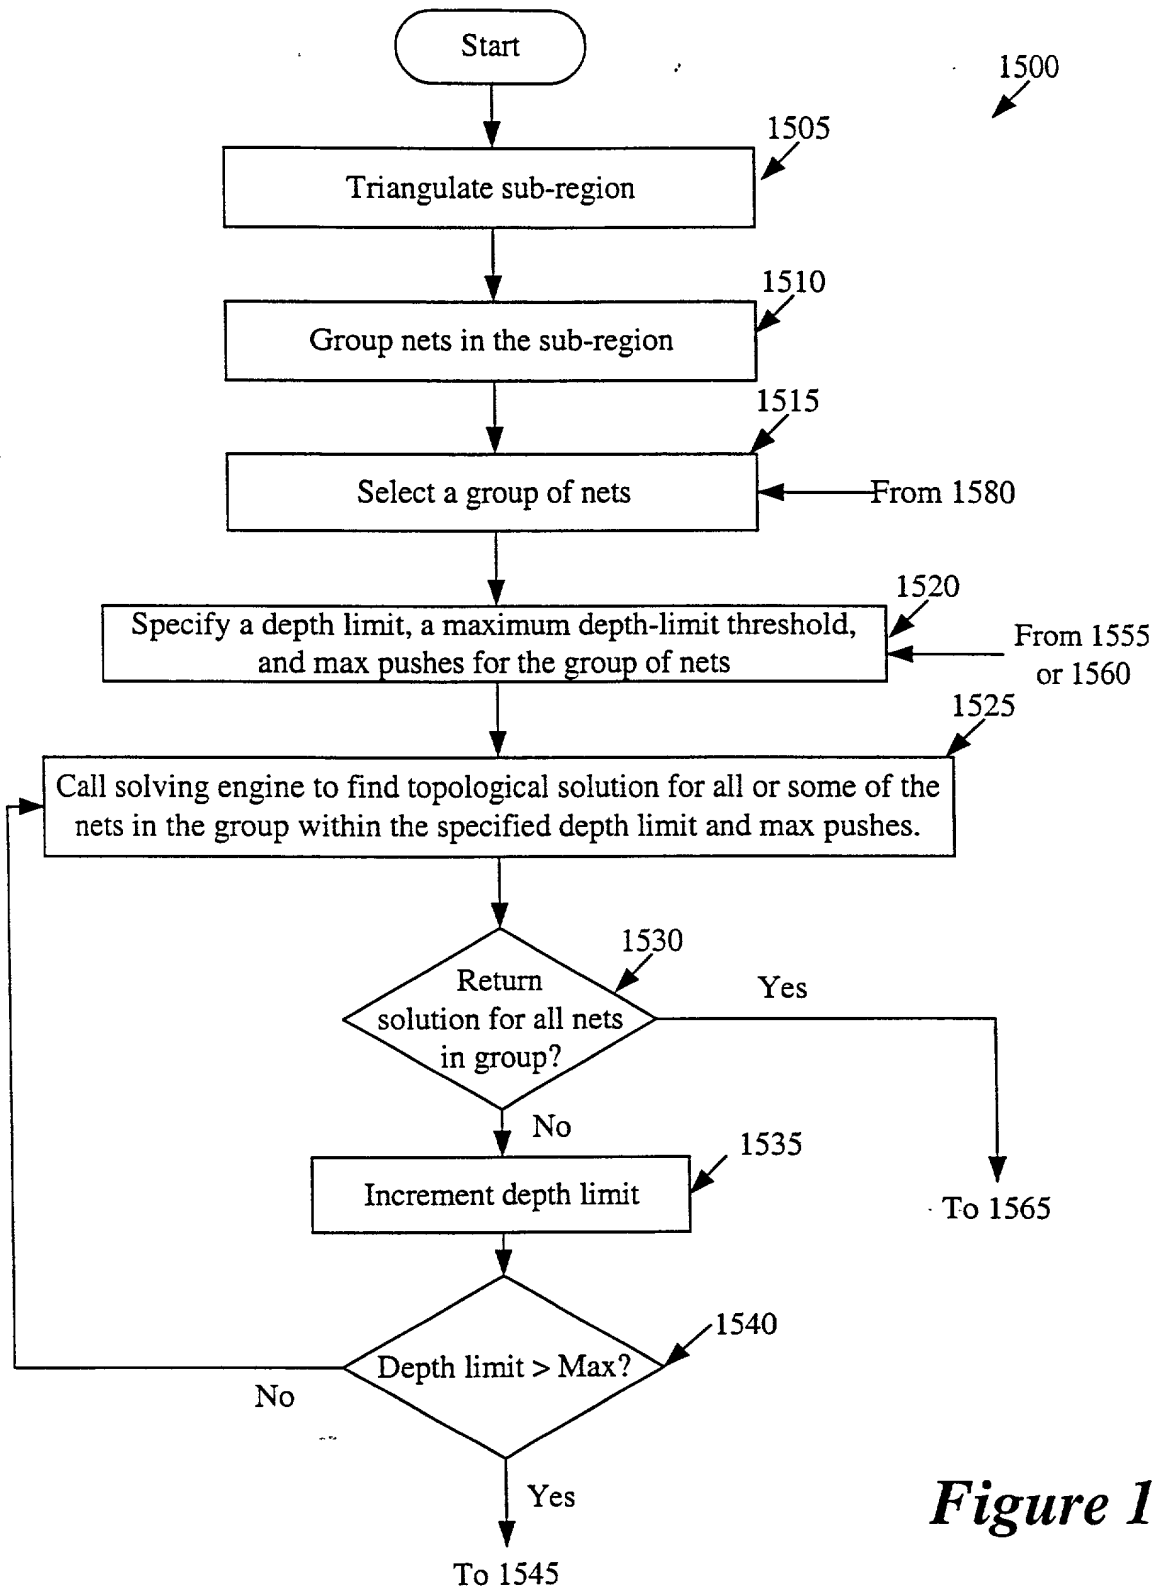 Start
1500
1505
Triangulate sub-region
1510
Group nets in the sub-region
1515
Select a group of nets
From 1580
1520
Specify a depth limit, a maximum depth-limit threshold,
and max pushes for the group of nets
From 1555
or 1560
1525
Call solving engine to find topological solution for all or some of the
nets in the group within the specified depth limit and max pushes.
1530
Return
solution for all nets
in group?
Yes
No
1535
Increment depth limit
To 1565
1540
Depth limit > Max?
No
Yes
To 1545
Figure 1